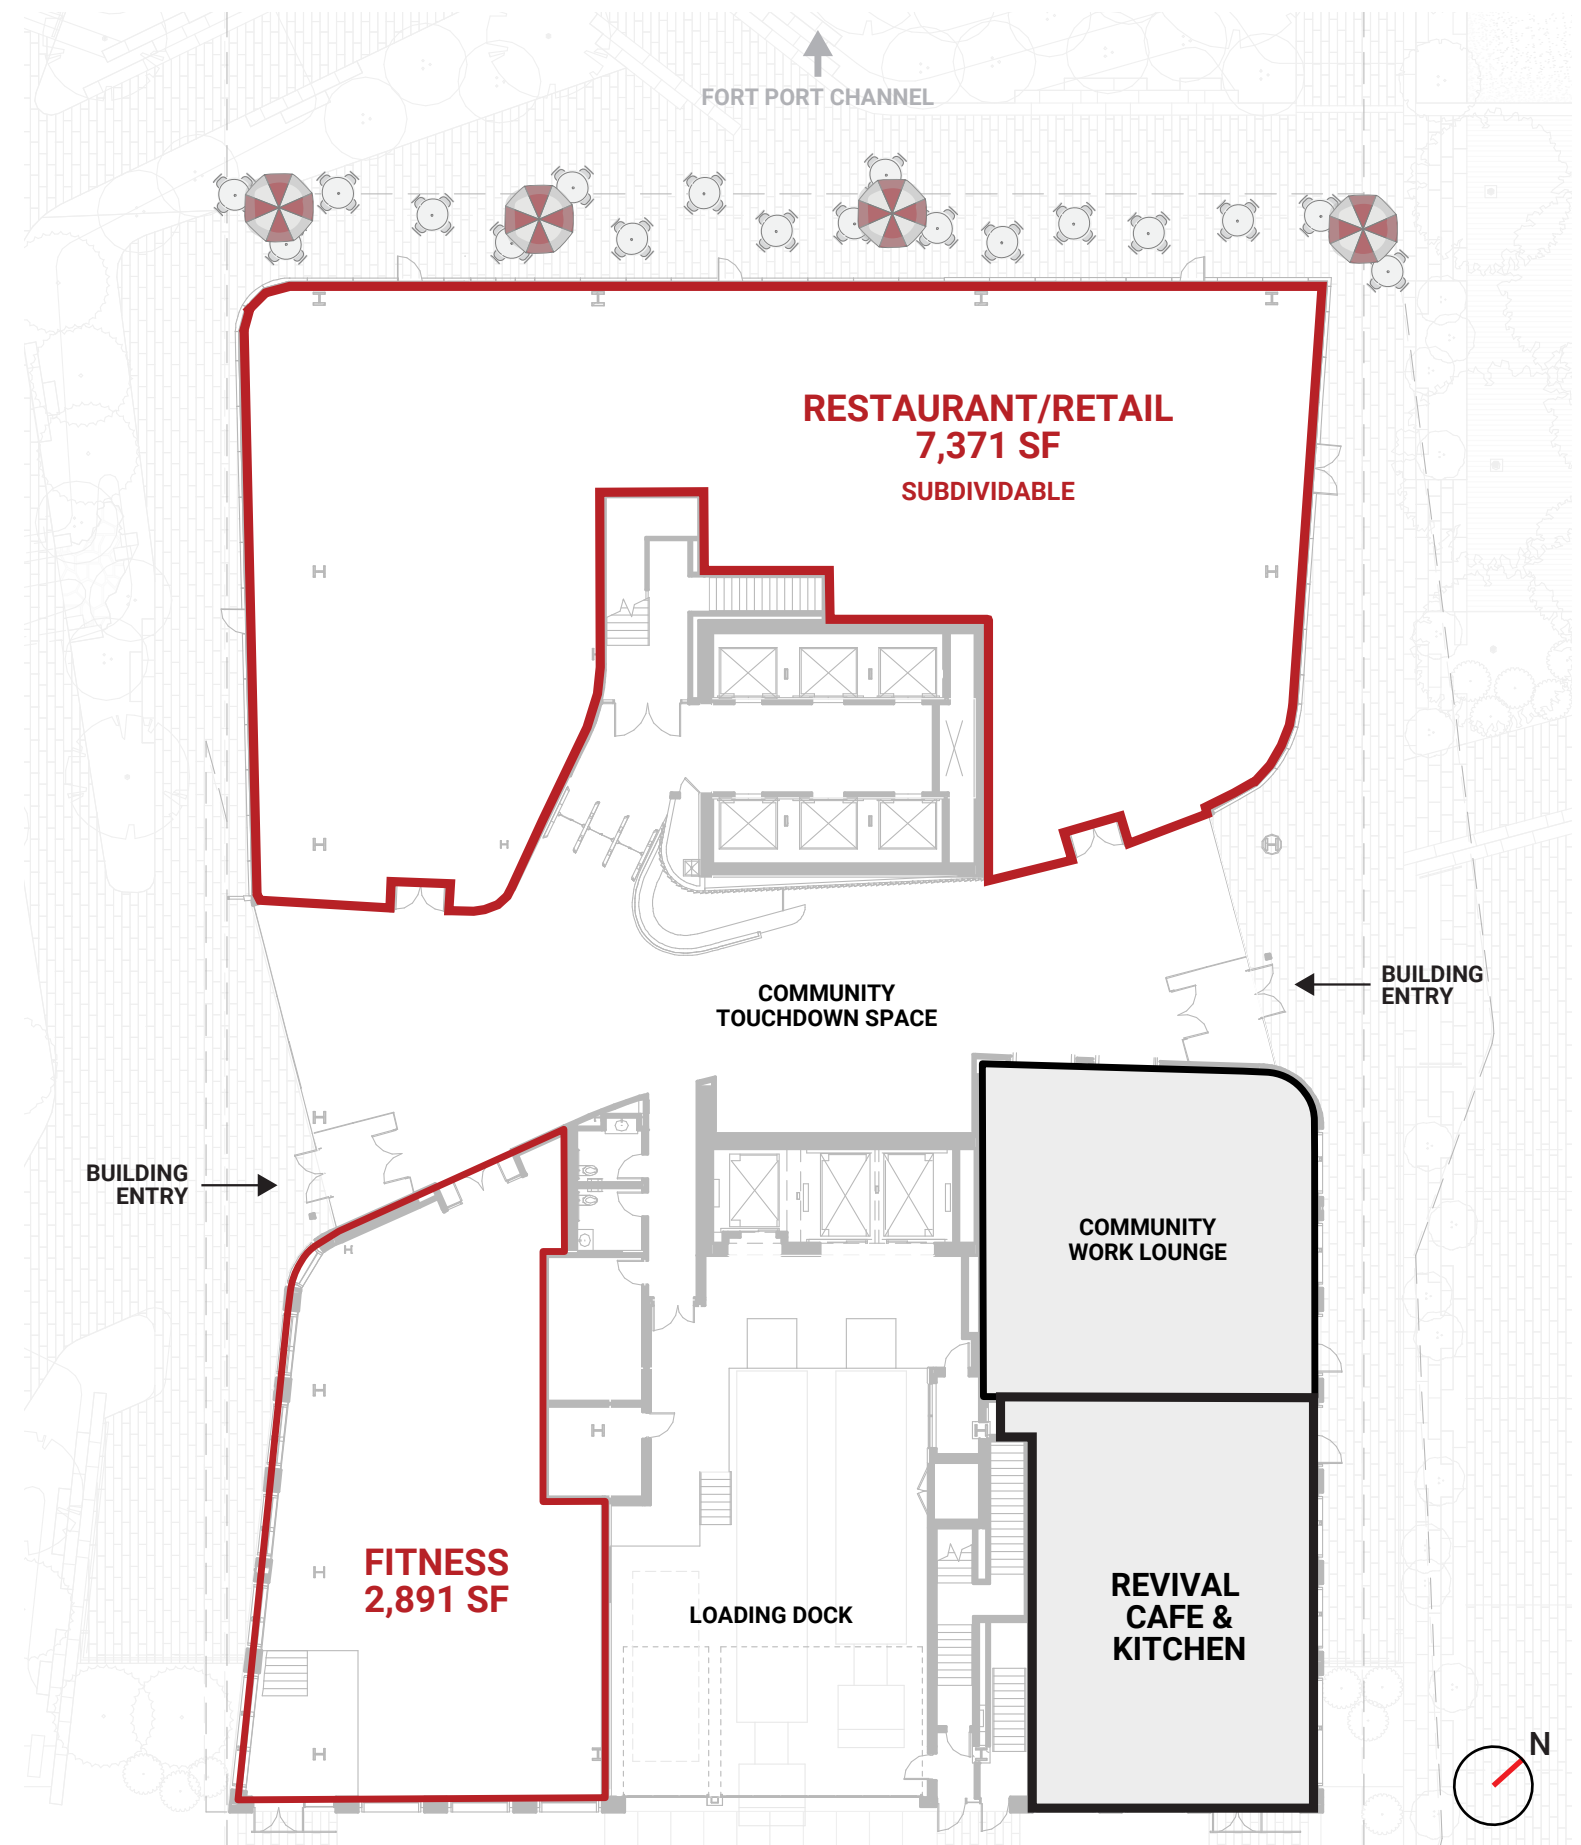 FORT PORT CHANNEL
RESTAURANT/RETAIL
7,371 SF
SUBDIVIDABLE
COMMUNITY
TOUCHDOWN SPACE
BUILDING
ENTRY
BUILDING
ENTRY
COMMUNITY
WORK LOUNGE
FITNESS
2,891 SF
LOADING DOCK
REVIVAL
CAFE &
KITCHEN
N